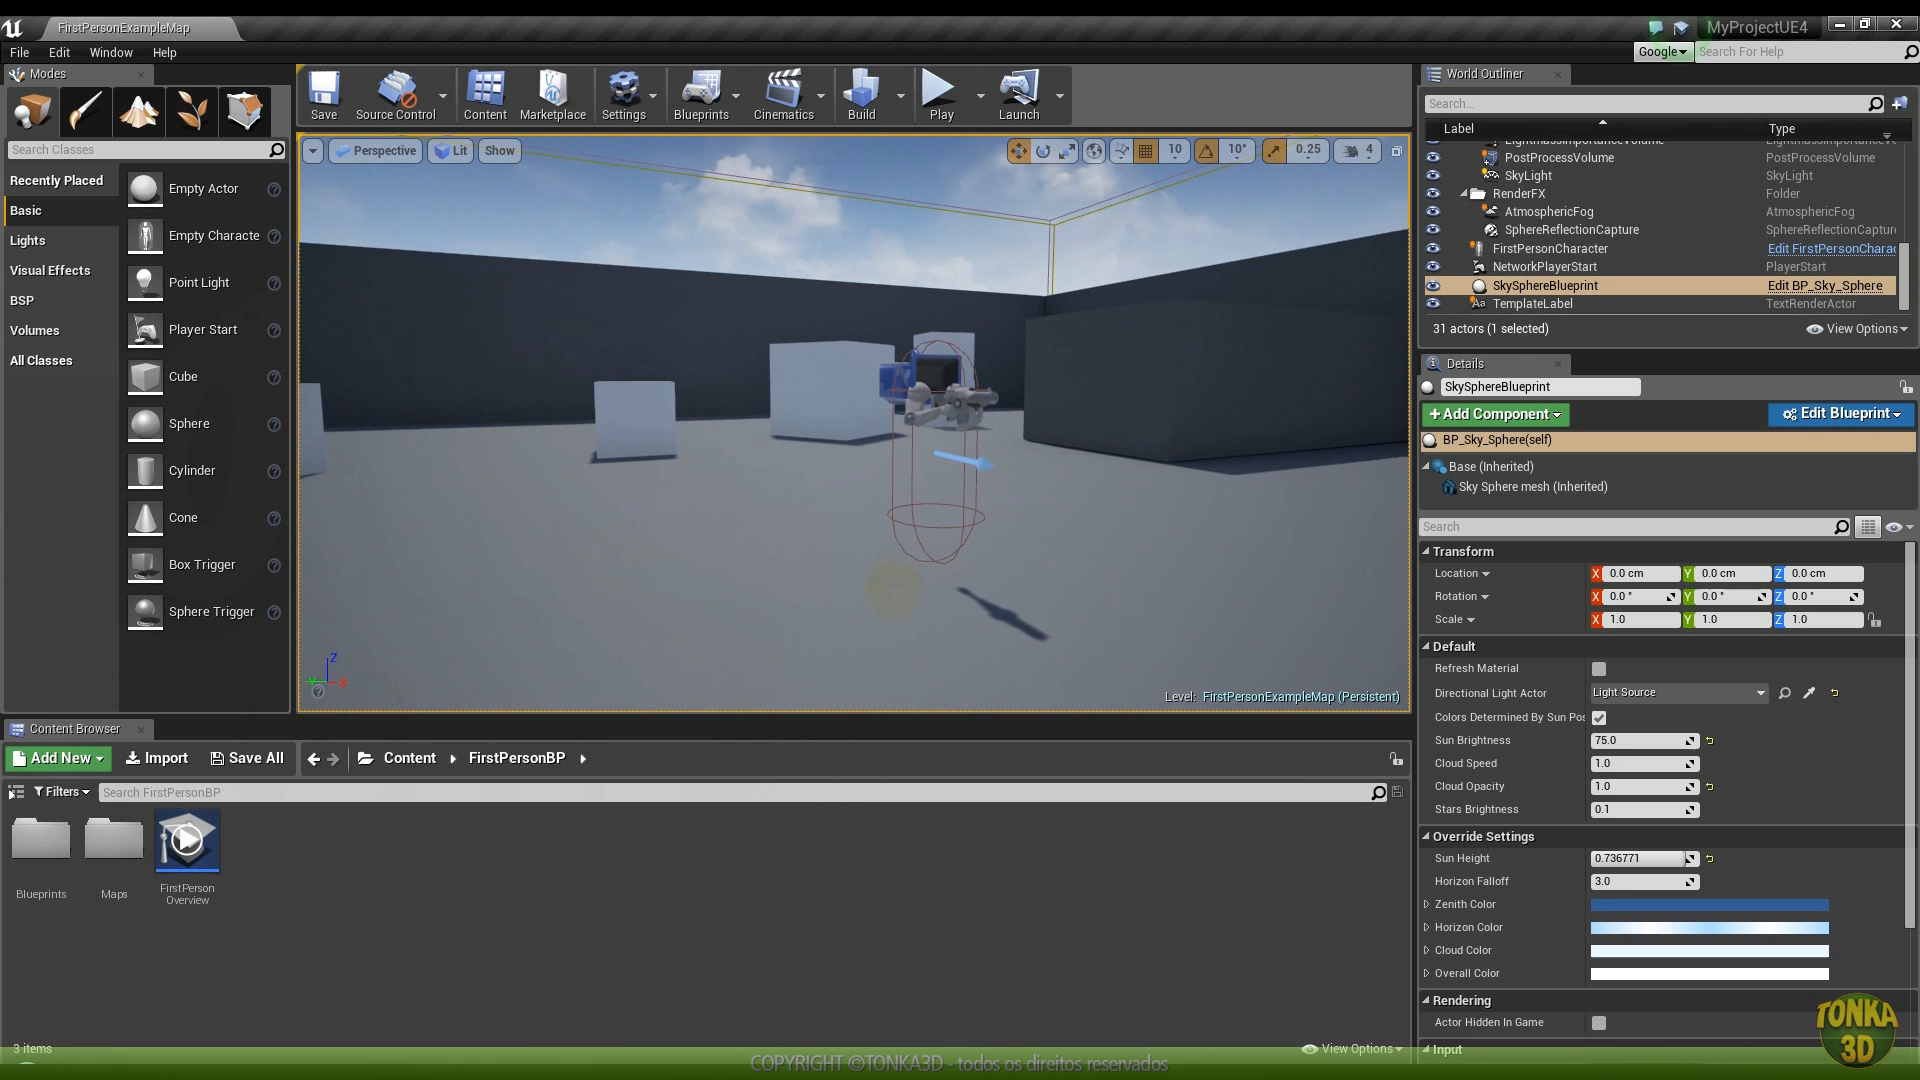 FirstPersonExampleMap
MyProjectUE4
File Edit Window Help
Google Search For Help
Modes
Search Classes
Recently Placed
Basic
Lights
Visual Effects
BSP
Volumes
All Classes
Empty Actor
Empty Characte
Point Light
Player Start
Cube
Sphere
Cylinder
Cone
Box Trigger
Sphere Trigger
Save Source Control Content Marketplace Settings Blueprints Cinematics Build Play Launch
Perspective Lit Show
10 10° 0.25 4
Z
Y X
Level: FirstPersonExampleMap (Persistent)
World Outliner
Search...
Label Type
PostProcessVolume PostProcessVolume
SkyLight SkyLight
RenderFX Folder
AtmosphericFog AtmosphericFog
SphereReflectionCapture SphereReflectionCapture
FirstPersonCharacter Edit FirstPersonCharac
NetworkPlayerStart PlayerStart
SkySphereBlueprint Edit BP_Sky_Sphere
TemplateLabel TextRenderActor
31 actors (1 selected) View Options
Details
SkySphereBlueprint
+Add Component Edit Blueprint
BP_Sky_Sphere(self)
Base (Inherited)
Sky Sphere mesh (Inherited)
Search
Transform
Location X 0.0 cm Y 0.0 cm Z 0.0 cm
Rotation X 0.0 ° Y 0.0 ° Z 0.0 °
Scale X 1.0 Y 1.0 Z 1.0
Default
Refresh Material
Directional Light Actor Light Source
Colors Determined By Sun Pos
Sun Brightness 75.0
Cloud Speed 1.0
Cloud Opacity 1.0
Stars Brightness 0.1
Override Settings
Sun Height 0.736771
Horizon Falloff 3.0
Zenith Color
Horizon Color
Cloud Color
Overall Color
Rendering
Actor Hidden In Game
Input
Content Browser
Add New Import Save All Content FirstPersonBP
Filters Search FirstPersonBP
Blueprints
Maps
FirstPerson
Overview
3 items View Options
COPYRIGHT ©TONKA3D - todos os direitos reservados
TONKA
3D